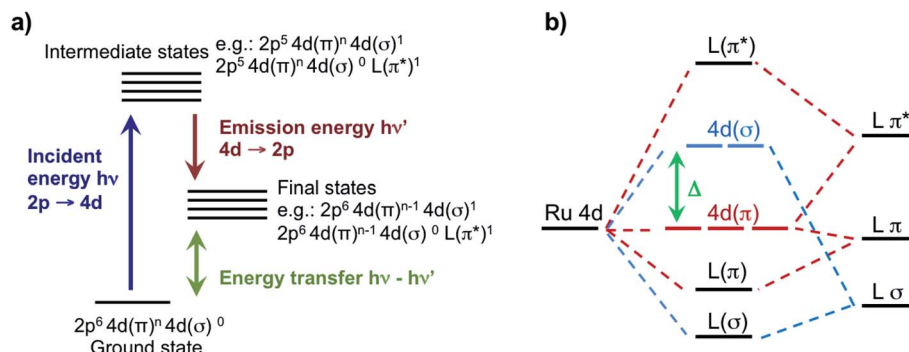 a)
Intermediate states
e.g.: 2p⁵ 4d(π)ⁿ 4d(σ)¹
2p⁵ 4d(π)ⁿ 4d(σ) ⁰ L(π*)¹
Incident
energy hν
2p → 4d
Emission energy hν'
4d → 2p
Final states
e.g.: 2p⁶ 4d(π)ⁿ⁻¹ 4d(σ)¹
2p⁶ 4d(π)ⁿ⁻¹ 4d(σ) ⁰ L(π*)¹
Energy transfer hν - hν'
2p⁶ 4d(π)ⁿ 4d(σ) ⁰
Ground state
b)
L(π*)
4d(σ)
L π*
Δ
Ru 4d
4d(π)
L π
L(π)
L σ
L(σ)